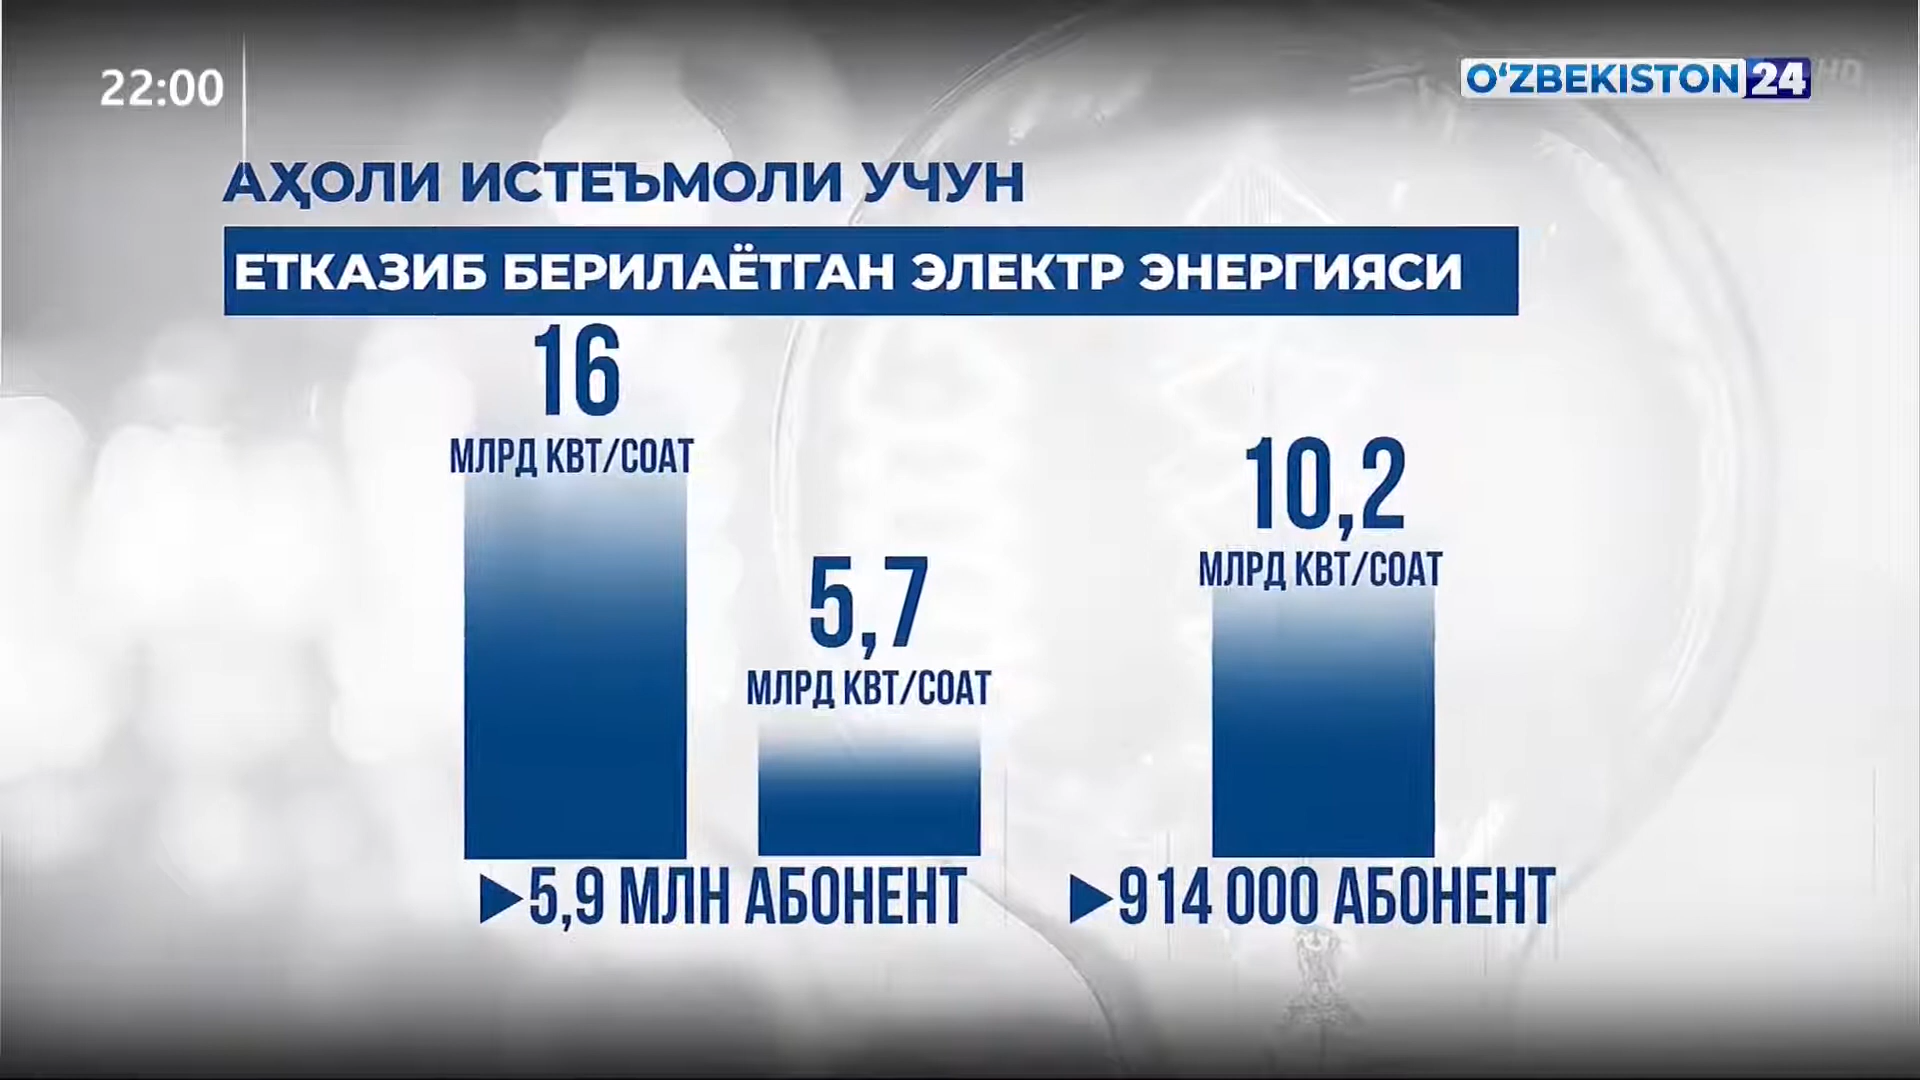 22:00
O‘ZBEKISTON 24
HD
АҲОЛИ ИСТЕЪМОЛИ УЧУН
ЕТКАЗИБ БЕРИЛАЁТГАН ЭЛЕКТР ЭНЕРГИЯСИ
16
МЛРД КВТ/СОАТ
5,7
МЛРД КВТ/СОАТ
10,2
МЛРД КВТ/СОАТ
▶5,9 МЛН АБОНЕНТ
▶914 000 АБОНЕНТ